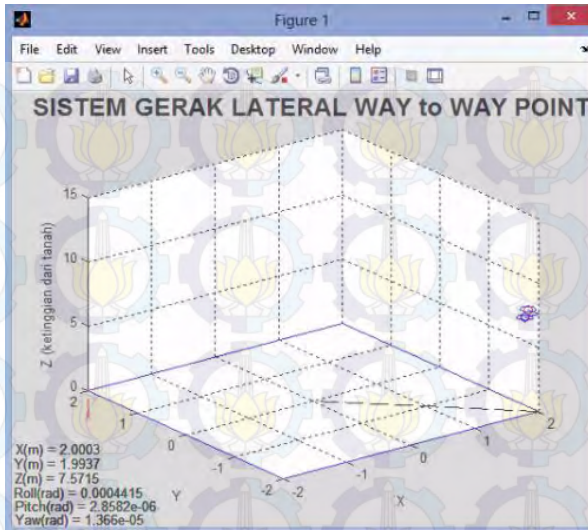 Figure 1
File Edit View Insert Tools Desktop Window Help
SISTEM GERAK LATERAL WAY to WAY POINT
Z (ketinggian dari tanah)
15
10
5
0
2
1
0
-1
-2
Y
-2
-1
0
1
2
X
X(m) = 2.0003
Y(m) = 1.9937
Z(m) = 7.5715
Roll(rad) = 0.0004415
Pitch(rad) = 2.8582e-06
Yaw(rad) = 1.366e-05